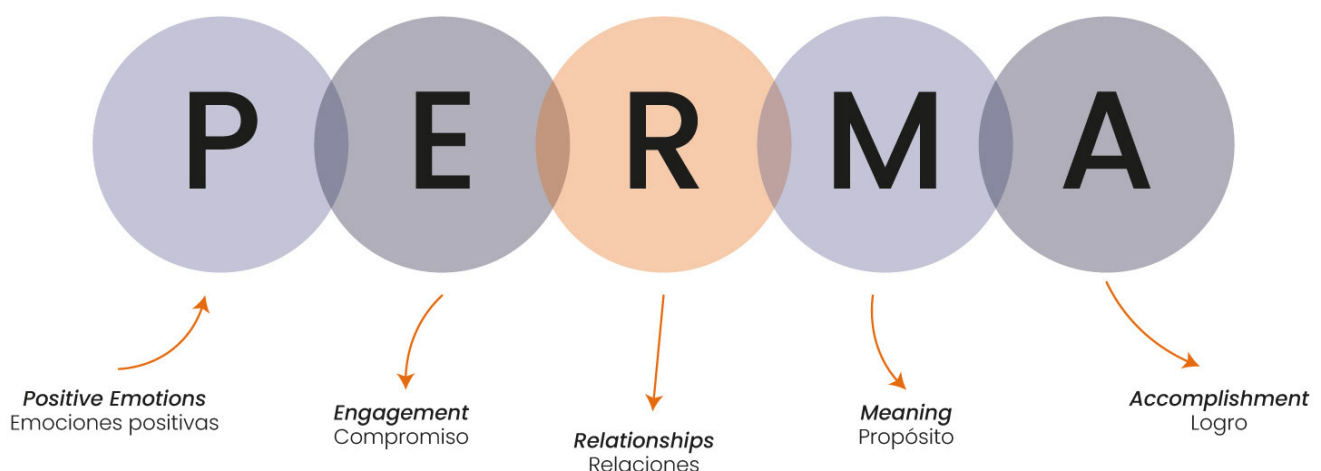 P E R M A
Positive Emotions
Emociones positivas
Engagement
Compromiso
Relationships
Relaciones
Meaning
Propósito
Accomplishment
Logro